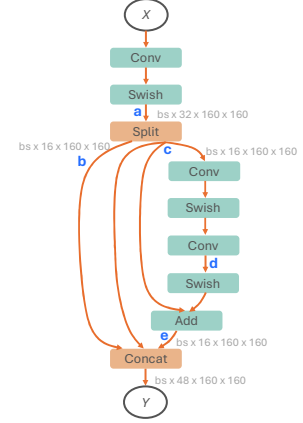 X
Conv
Swish
a
bs x 32 x 160 x 160
Split
bs x 16 x 160 x 160
b
c
bs x 16 x 160 x 160
Conv
Swish
Conv
d
Swish
Add
e
bs x 16 x 160 x 160
Concat
bs x 48 x 160 x 160
Y